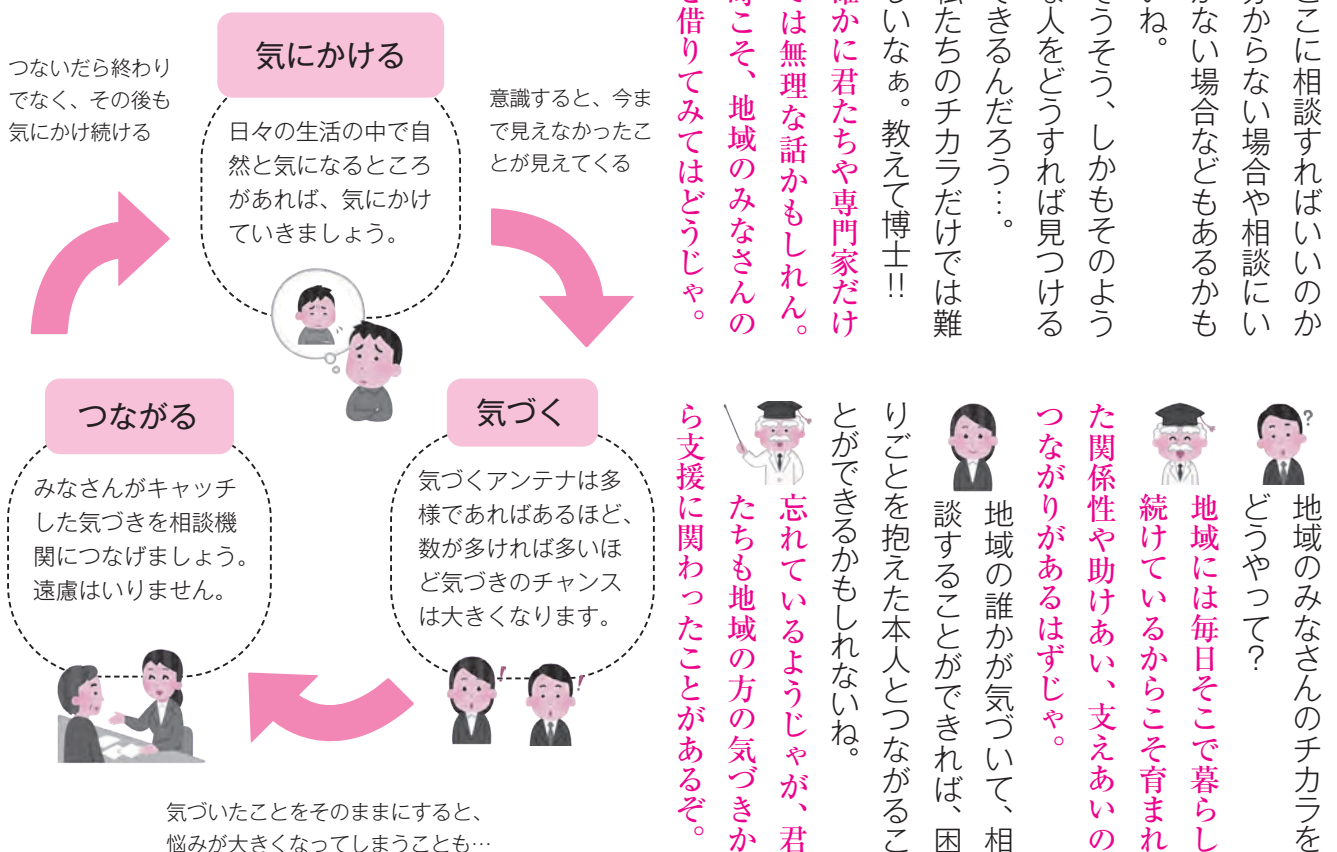 どこに相談すればいいのか
分からない場合や相談にい
かない場合などもあるかも
いね。
そうそう、しかもそのよう
な人をどうすれば見つける
できるんだろう…。
私たちのチカラだけでは難
しいなぁ。教えて博士!!
確かに君たちや専門家だけ
では無理な話かもしれん。
時こそ、地域のみなさんの
を借りてみてはどうじゃ。
地域のみなさんのチカラを
どうやって?
地域には毎日そこで暮らし
続けているからこそ育まれ
た関係性や助けあい、支えあいの
つながりがあるはずじゃ。
地域の誰かが気づいて、相
談することができれば、困
りごとを抱えた本人とつながるこ
とができるかもしれないね。
忘れているようじゃが、君
たちも地域の方の気づきか
ら支援に関わったことがあるぞ。
気にかける
日々の生活の中で自
然と気になるところ
があれば、気にかけ
ていきましょう。
意識すると、今ま
で見えなかったこ
とが見えてくる
気づく
気づくアンテナは多
様であればあるほど、
数が多ければ多いほ
ど気づきのチャンス
は大きくなります。
気づいたことをそのままにすると、
悩みが大きくなってしまうことも…
つながる
みなさんがキャッチ
した気づきを相談機
関につなげましょう。
遠慮はいりません。
つないだら終わり
でなく、その後も
気にかけ続ける